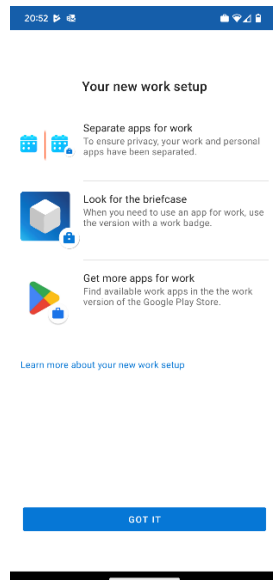 20:52
Your new work setup
Separate apps for work
To ensure privacy, your work and personal
apps have been separated.
Look for the briefcase
When you need to use an app for work, use
the version with a work badge.
Get more apps for work
Find available work apps in the the work
version of the Google Play Store.
Learn more about your new work setup
GOT IT